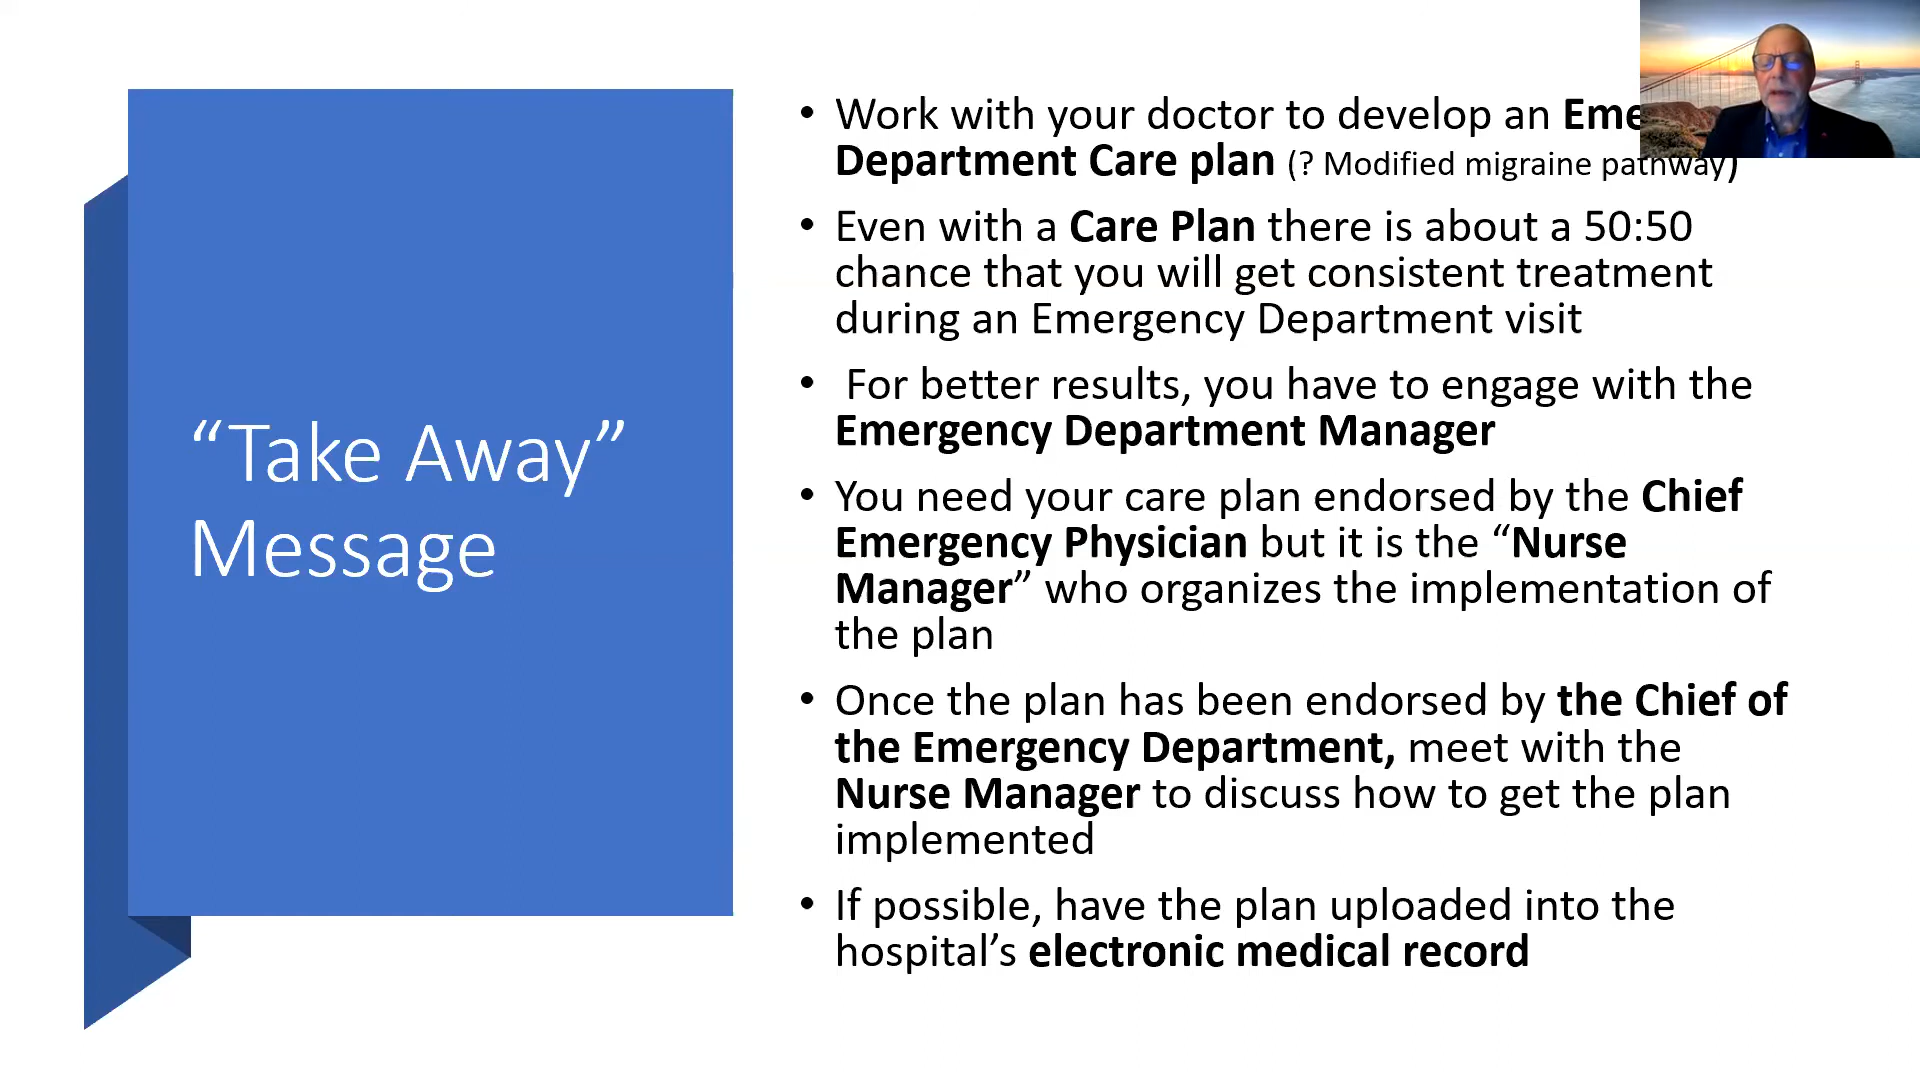 “Take Away”
Message
• Work with your doctor to develop an
Department Care plan (? Modified migraine pathway)
• Even with a Care Plan there is about a 50:50
chance that you will get consistent treatment
during an Emergency Department visit
• For better results, you have to engage with the
Emergency Department Manager
• You need your care plan endorsed by the Chief
Emergency Physician but it is the “Nurse
Manager” who organizes the implementation of
the plan
• Once the plan has been endorsed by the Chief of
the Emergency Department, meet with the
Nurse Manager to discuss how to get the plan
implemented
• If possible, have the plan uploaded into the
hospital’s electronic medical record